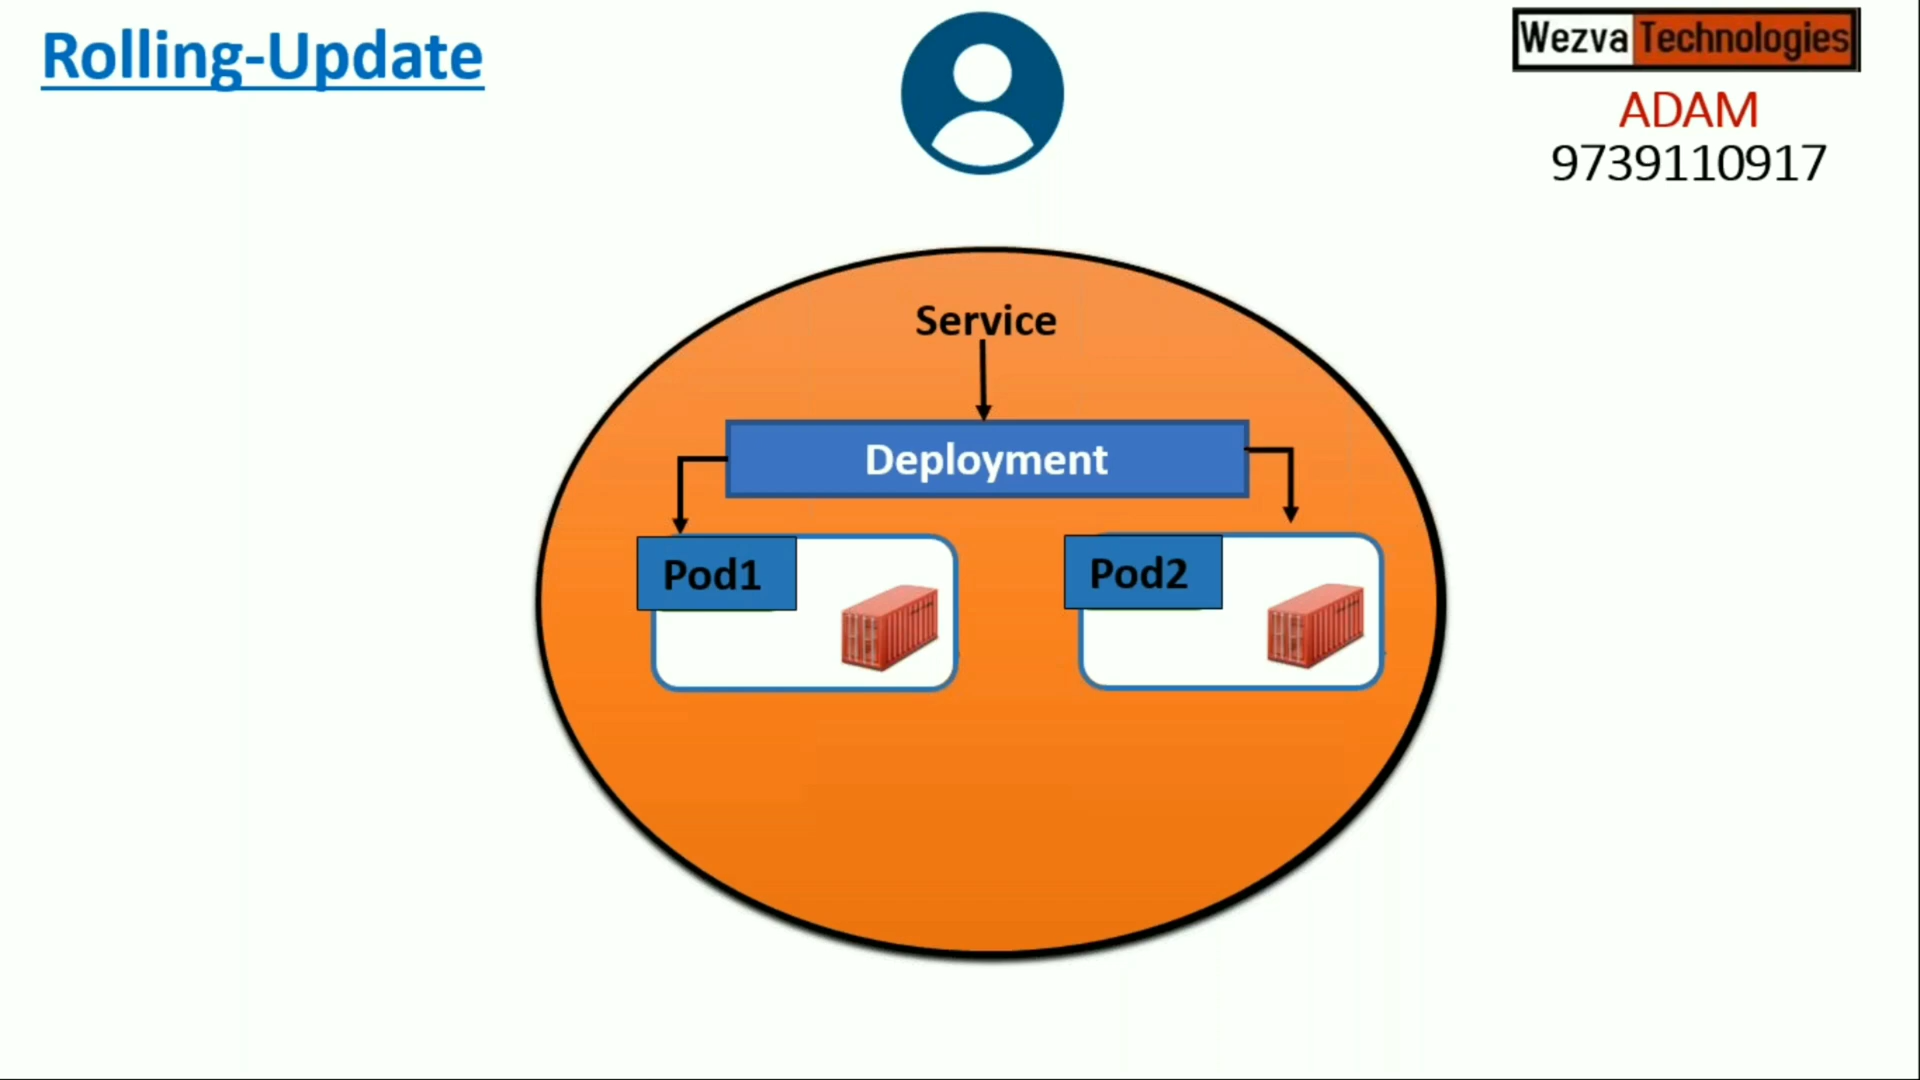 Rolling-Update
Wezva Technologies
ADAM
9739110917
Service
Deployment
Pod1
Pod2